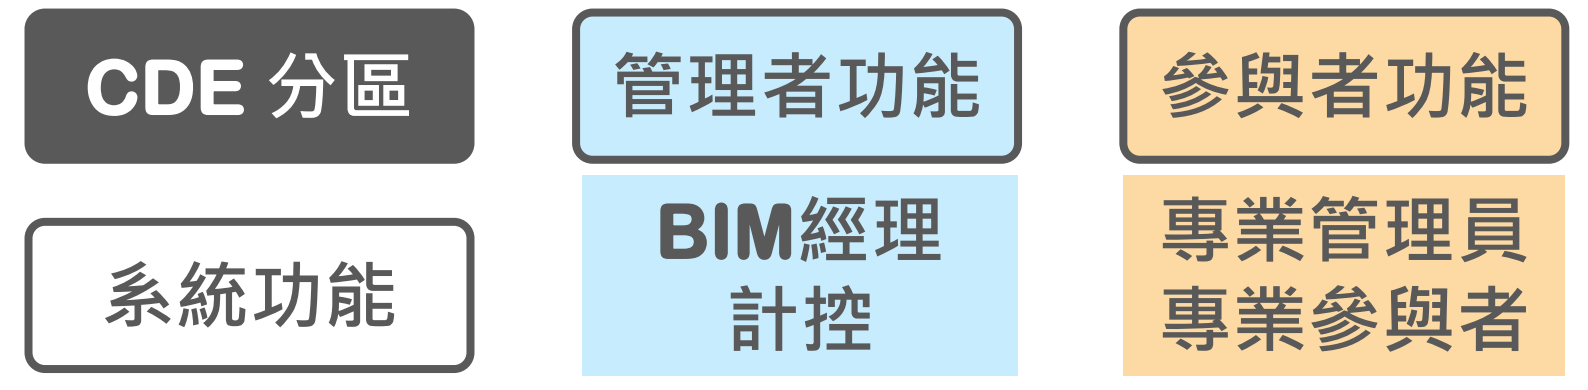 CDE 分區
管理者功能
參與者功能
系統功能
BIM經理
計控
專業管理員
專業參與者